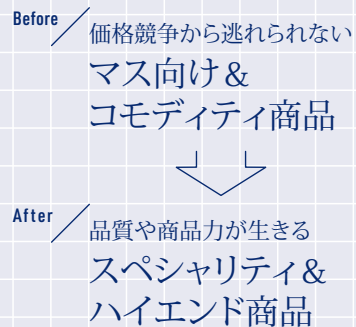 Before
価格競争から逃れられない
マス向け&
コモディティ商品
After
品質や商品力が生きる
スペシャリティ&
ハイエンド商品